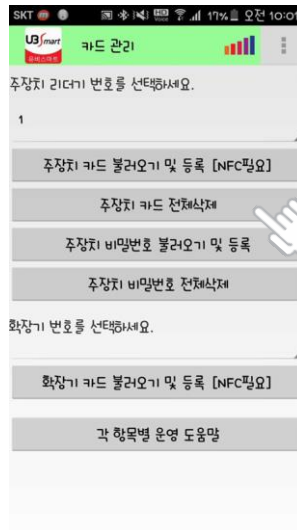 SKT 17% 오전 10:07
UBSmart
유비스마트
카드 관리
주장치 리더기 번호를 선택하세요.
1
주장치 카드 불러오기 및 등록 [NFC필요]
주장치 카드 전체삭제
주장치 비밀번호 불러오기 및 등록
주장치 비밀번호 전체삭제
확장기 번호를 선택하세요.
확장기 카드 불러오기 및 등록 [NFC필요]
각 항목별 운영 도움말